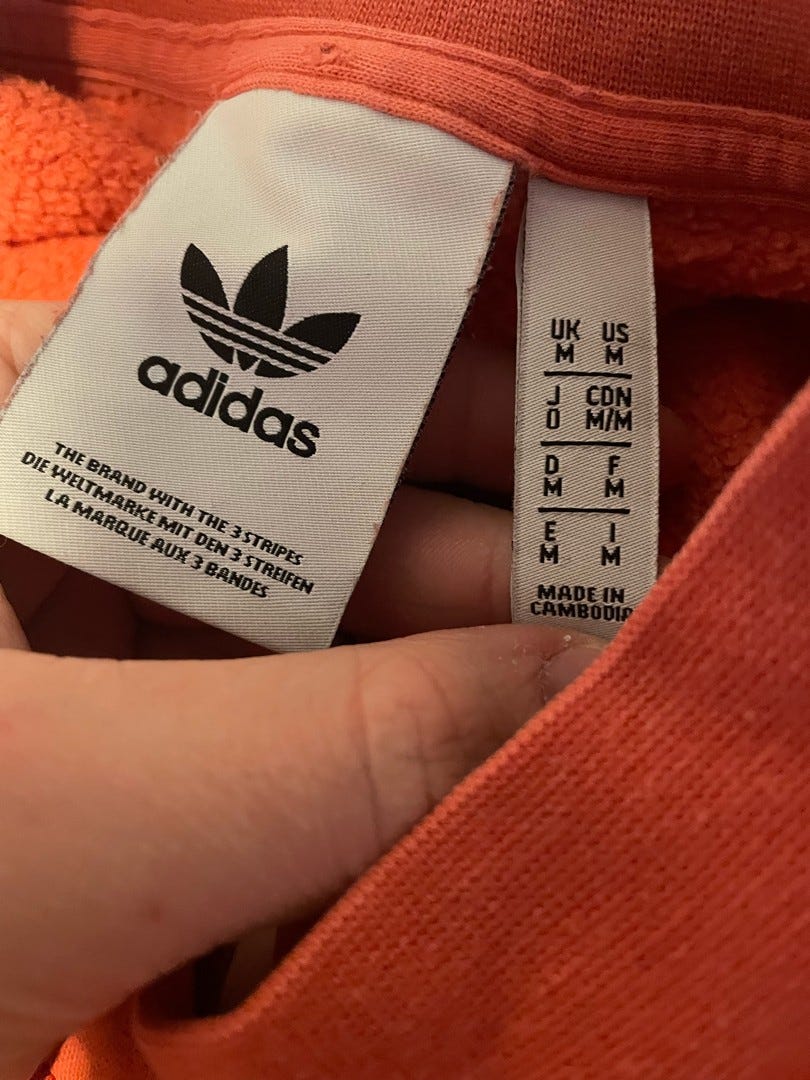 adidas
THE BRAND WITH THE 3 STRIPES
DIE WELTMARKE MIT DEN 3 STREIFEN
LA MARQUE AUX 3 BANDES
UK US
M M
J CDN
O M/M
D F
M M
E I
M M
MADE IN
CAMBODIA